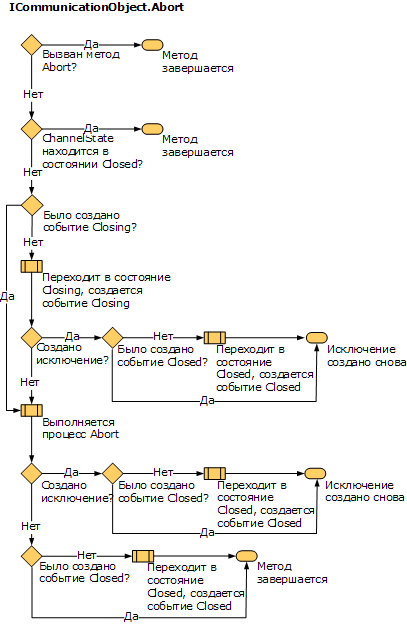 ICommunicationObject.Abort
Да
Вызван метод
Abort?
Метод
завершается
Нет
Да
ChannelState
находится в
состоянии Closed?
Метод
завершается
Нет
Было создано
событие Closing?
Нет
Переходит в состояние
Closing, создается
событие Closing
Да
Да
Создано
исключение?
Нет
Было создано
событие Closed?
Переходит в
состояние
Closed, создается
событие Closed
Исключение
создано снова
Нет
Да
Выполняется
процесс Abort
Да
Создано
исключение?
Нет
Было создано
событие Closed?
Переходит в
состояние
Closed, создается
событие Closed
Исключение
создано снова
Нет
Да
Нет
Было создано
событие Closed?
Переходит в
состояние
Closed, создается
событие Closed
Метод
завершается
Да